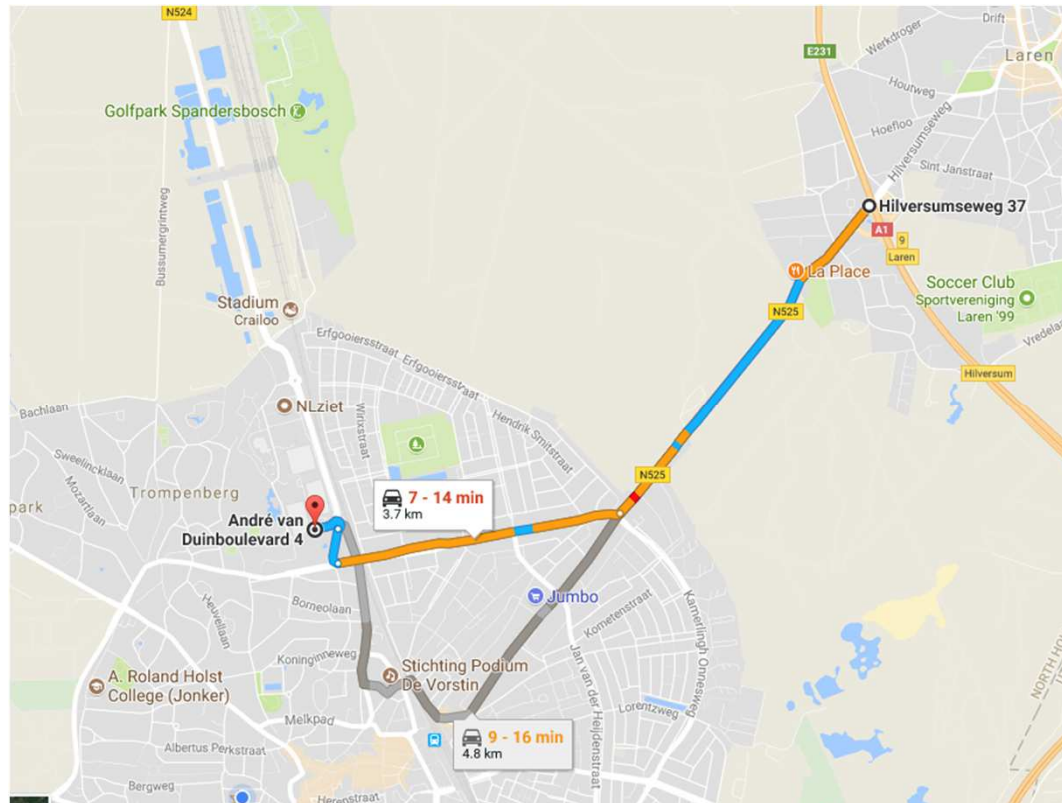 N524
Drift
Werkdroger
E231
Laren
Houtweg
Golfpark Spandersbosch
Hoefloo
Hilversumseweg
Sint Janstraat
Bussumergrintweg
Hilversumseweg 37
A1
9
Laren
La Place
Soccer Club
Sportvereniging
Laren '99
Stadium
Crailoo
N525
Vredelaa
Erfgooiersstraat
Erfgooiersstraat
Hilversum
NLziet
Bachlaan
Wirixstraat
Hendrik Smitstraat
Sweelincklaan
Mozartlaan
Trompenberg
park
N525
7 - 14 min
3.7 km
André van
Duinboulevard 4
Jumbo
Borneolaan
Heuvellaan
Kometenstraat
Kamerlingh Onnesweg
Koninginneweg
Stichting Podium
De Vorstin
A. Roland Holst
College (Jonker)
Jan van der Heijdenstraat
Lorentzweg
Melkpad
9 - 16 min
4.8 km
Albertus Perkstraat
Bergweg
Herenstraat
NORTH HO